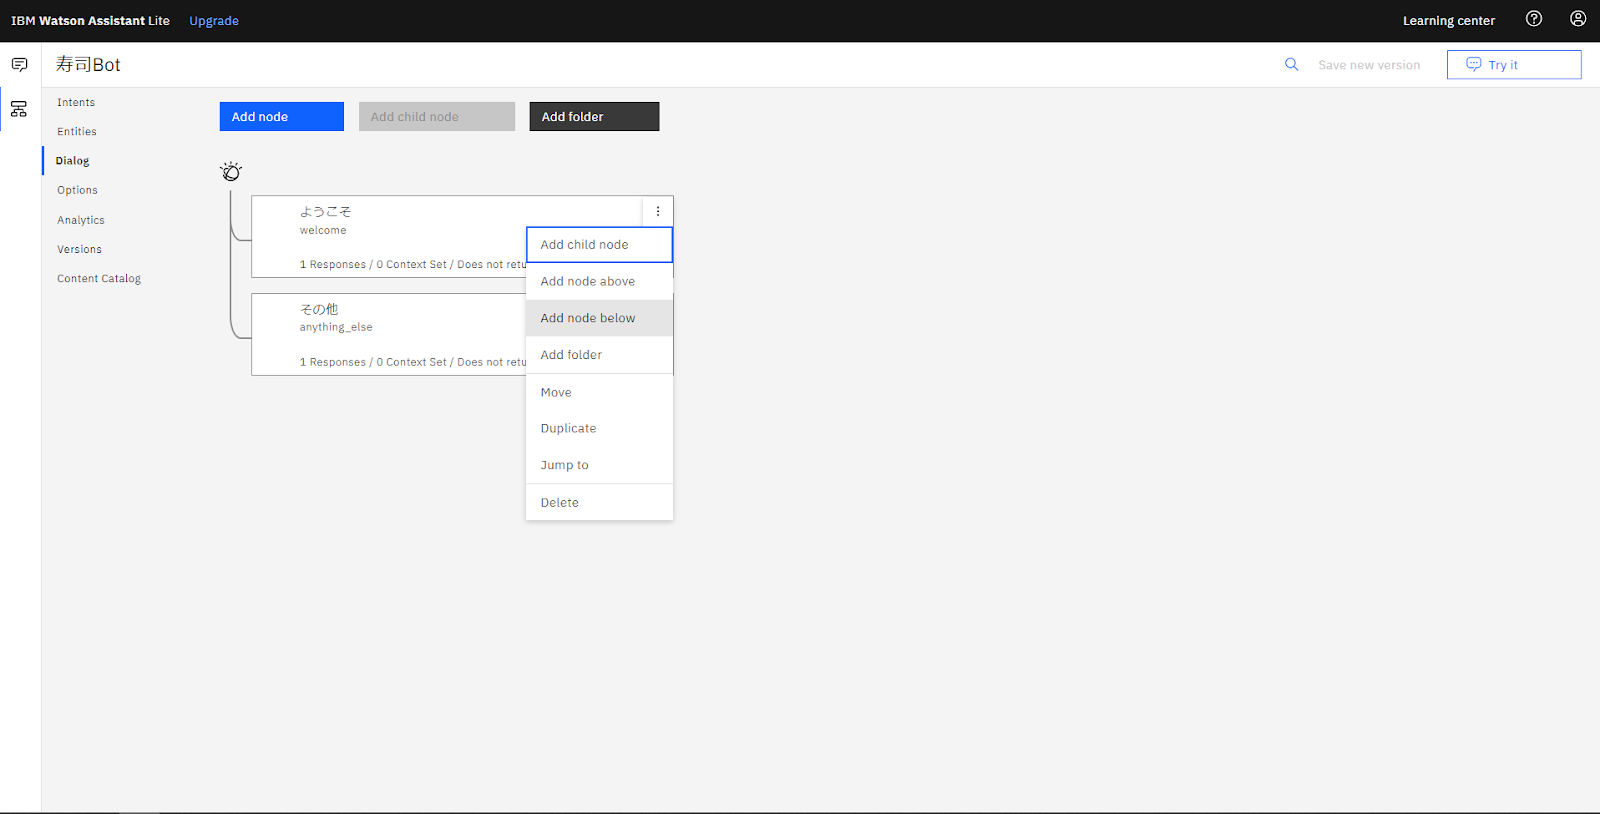 IBM Watson Assistant Lite Upgrade Learning center
寿司Bot Save new version Try it
Intents
Entities
Dialog
Options
Analytics
Versions
Content Catalog
Add node Add child node Add folder
ようこそ
welcome
1 Responses / 0 Context Set / Does not retu
その他
anything_else
1 Responses / 0 Context Set / Does not retu
Add child node
Add node above
Add node below
Add folder
Move
Duplicate
Jump to
Delete